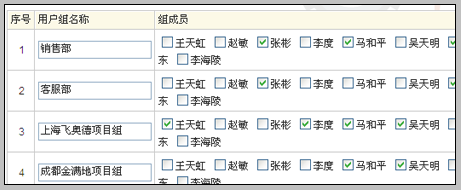 序号 用户组名称 组成员
1 销售部 王天虹 赵敏 张彬 李度 马和平 吴天明
东 李海陵
2 客服部 王天虹 赵敏 张彬 李度 马和平 吴天明
东 李海陵
3 上海飞奥德项目组 王天虹 赵敏 张彬 李度 马和平 吴天明
东 李海陵
4 成都金满地项目组 王天虹 赵敏 张彬 李度 马和平 吴天明
东 李海陵